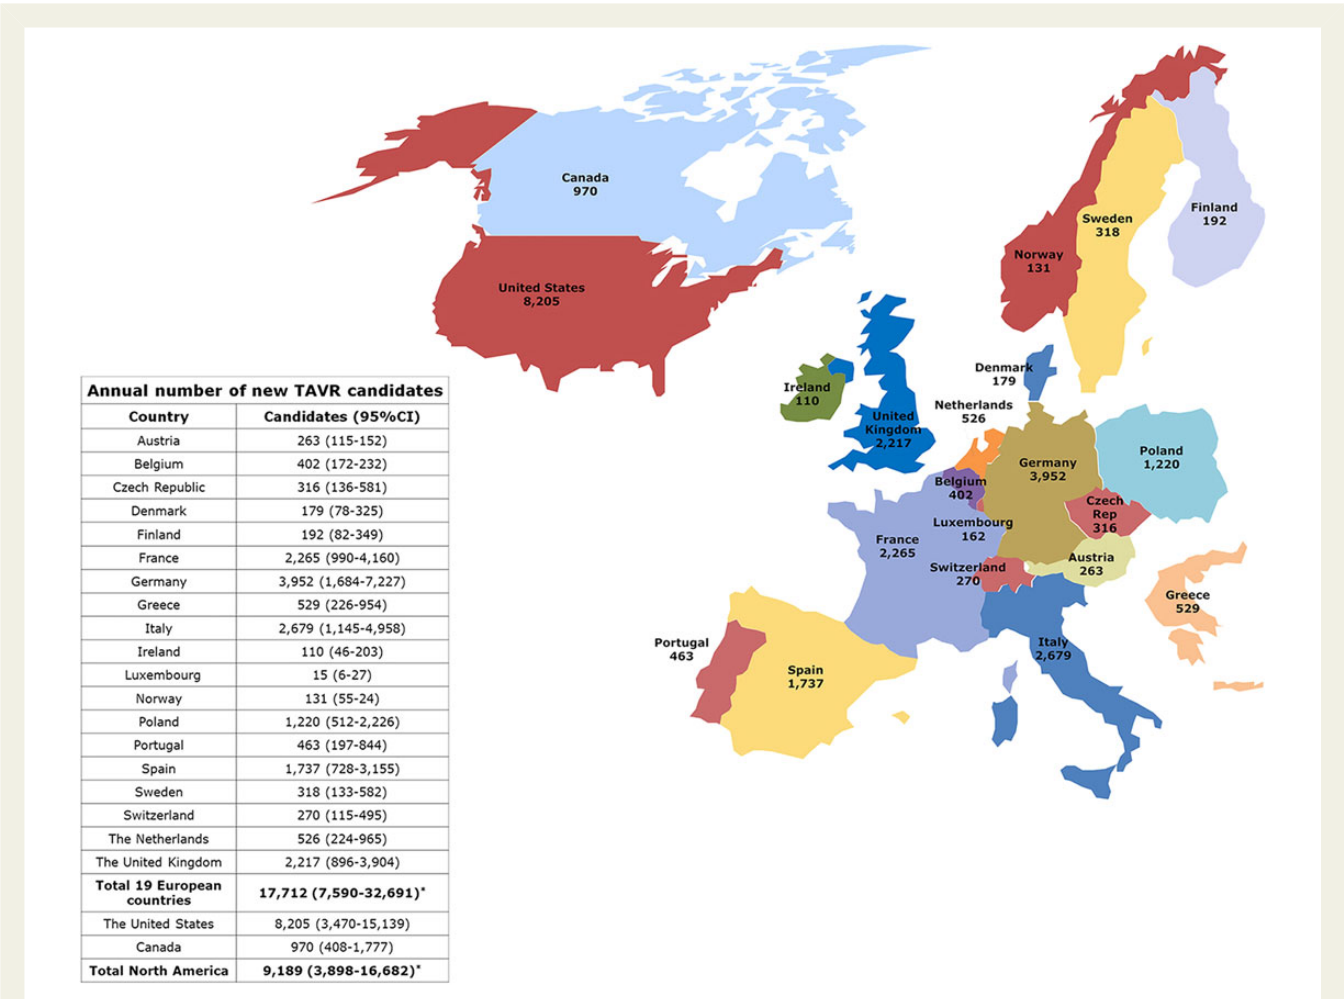 Canada
970
United States
8,205
Norway
131
Sweden
318
Finland
192
Denmark
179
Ireland
110
United
Kingdom
2,217
Netherlands
526
Germany
3,952
Poland
1,220
Belgium
402
Czech
Rep
316
Luxembourg
162
France
2,265
Switzerland
270
Austria
263
Greece
529
Portugal
463
Spain
1,737
Italy
2,679
Annual number of new TAVR candidates
Country Candidates (95%CI)
Austria 263 (115-152)
Belgium 402 (172-232)
Czech Republic 316 (136-581)
Denmark 179 (78-325)
Finland 192 (82-349)
France 2,265 (990-4,160)
Germany 3,952 (1,684-7,227)
Greece 529 (226-954)
Italy 2,679 (1,145-4,958)
Ireland 110 (46-203)
Luxembourg 15 (6-27)
Norway 131 (55-24)
Poland 1,220 (512-2,226)
Portugal 463 (197-844)
Spain 1,737 (728-3,155)
Sweden 318 (133-582)
Switzerland 270 (115-495)
The Netherlands 526 (224-965)
The United Kingdom 2,217 (896-3,904)
Total 19 European
countries 17,712 (7,590-32,691)*
The United States 8,205 (3,470-15,139)
Canada 970 (408-1,777)
Total North America 9,189 (3,898-16,682)*